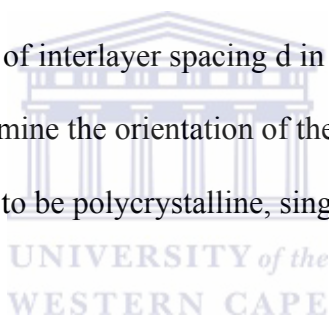 of interlayer spacing d in
mine the orientation of the
to be polycrystalline, sing
UNIVERSITY of the
WESTERN CAPE